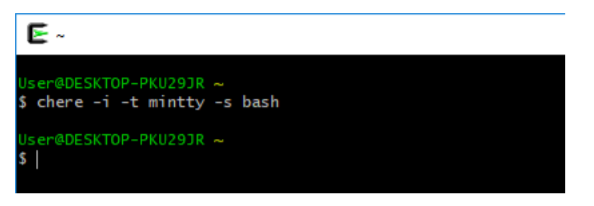 ~
User@DESKTOP-PKU29JR ~
$ chere -i -t mintty -s bash
User@DESKTOP-PKU29JR ~
$